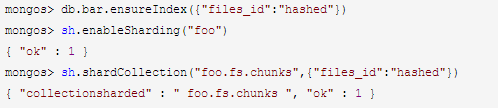 mongos> db.bar.ensureIndex({"files_id":"hashed"})
mongos> sh.enableSharding("foo")
{ "ok" : 1 }
mongos> sh.shardCollection("foo.fs.chunks",{"files_id":"hashed"})
{ "collectionsharded" : " foo.fs.chunks ", "ok" : 1 }